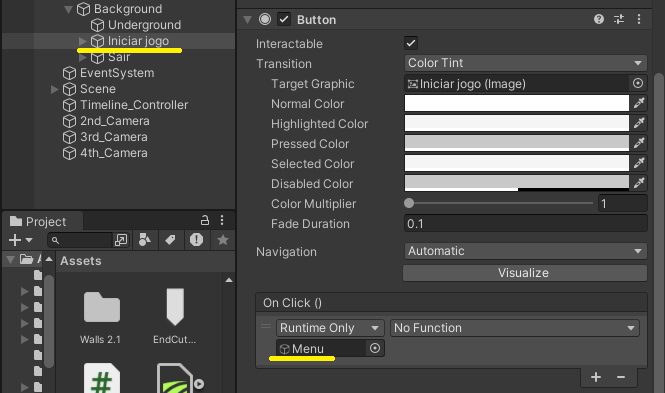 Background
Underground
Iniciar jogo
Sair
EventSystem
Scene
Timeline_Controller
2nd_Camera
3rd_Camera
4th_Camera
Project
Assets
Walls 2.1
EndCut...
#
Button
Interactable
Transition
Color Tint
Target Graphic
Iniciar jogo (Image)
Normal Color
Highlighted Color
Pressed Color
Selected Color
Disabled Color
Color Multiplier
1
Fade Duration
0.1
Navigation
Automatic
Visualize
On Click ()
Runtime Only
No Function
Menu